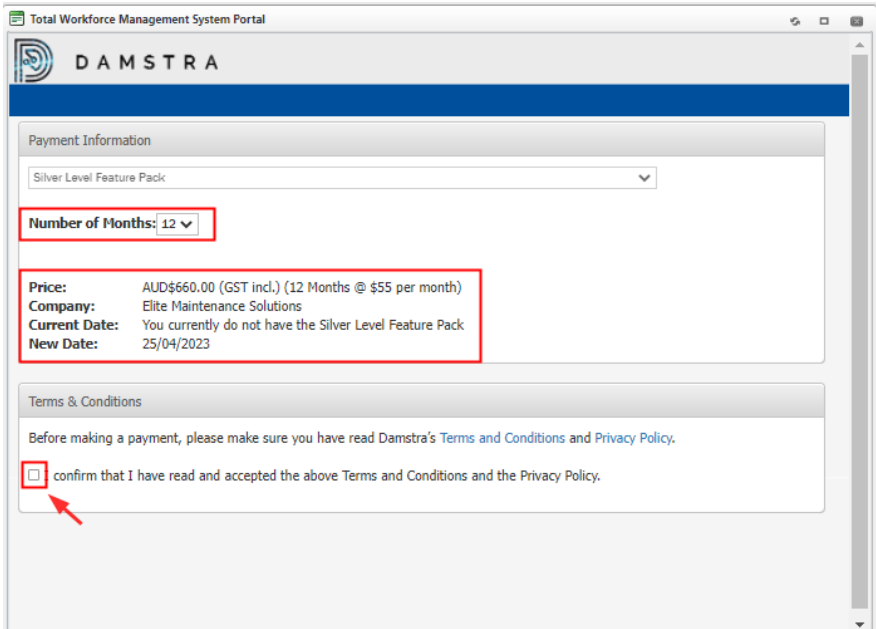 Total Workforce Management System Portal
DAMSTRA
Payment Information
Silver Level Feature Pack
Number of Months: 12
Price: AUD$660.00 (GST incl.) (12 Months @ $55 per month)
Company: Elite Maintenance Solutions
Current Date: You currently do not have the Silver Level Feature Pack
New Date: 25/04/2023
Terms & Conditions
Before making a payment, please make sure you have read Damstra's Terms and Conditions and Privacy Policy.
I confirm that I have read and accepted the above Terms and Conditions and the Privacy Policy.